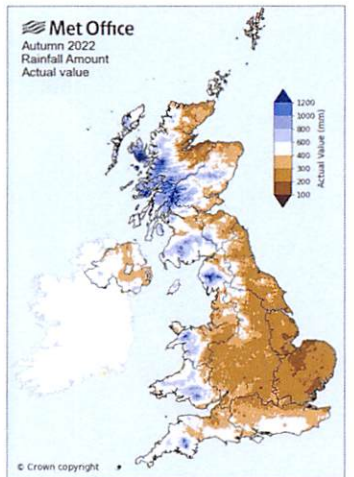 Met Office
Autumn 2022
Rainfall Amount
Actual value
1200
1000
800
600
400
300
200
100
Actual Value (mm)
© Crown copyright